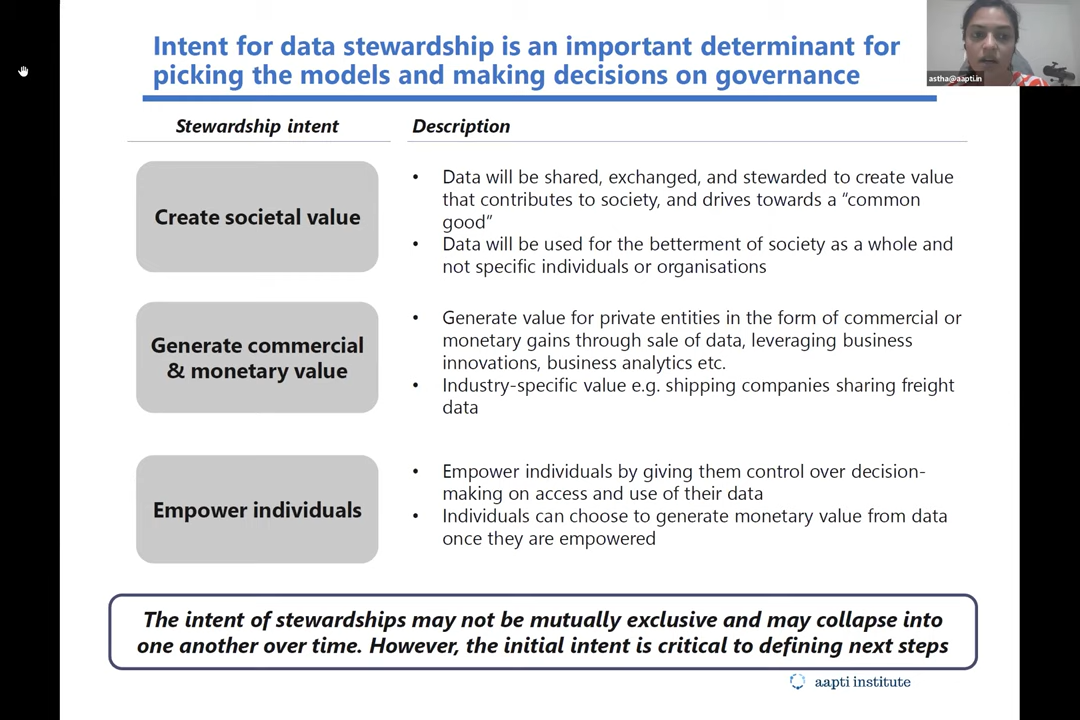 Intent for data stewardship is an important determinant for
picking the models and making decisions on governance
astha@aapti.in
Stewardship intent
Description
Create societal value
• Data will be shared, exchanged, and stewarded to create value
that contributes to society, and drives towards a “common
good”
• Data will be used for the betterment of society as a whole and
not specific individuals or organisations
Generate commercial
& monetary value
• Generate value for private entities in the form of commercial or
monetary gains through sale of data, leveraging business
innovations, business analytics etc.
• Industry-specific value e.g. shipping companies sharing freight
data
Empower individuals
• Empower individuals by giving them control over decision-
making on access and use of their data
• Individuals can choose to generate monetary value from data
once they are empowered
The intent of stewardships may not be mutually exclusive and may collapse into
one another over time. However, the initial intent is critical to defining next steps
aapti institute